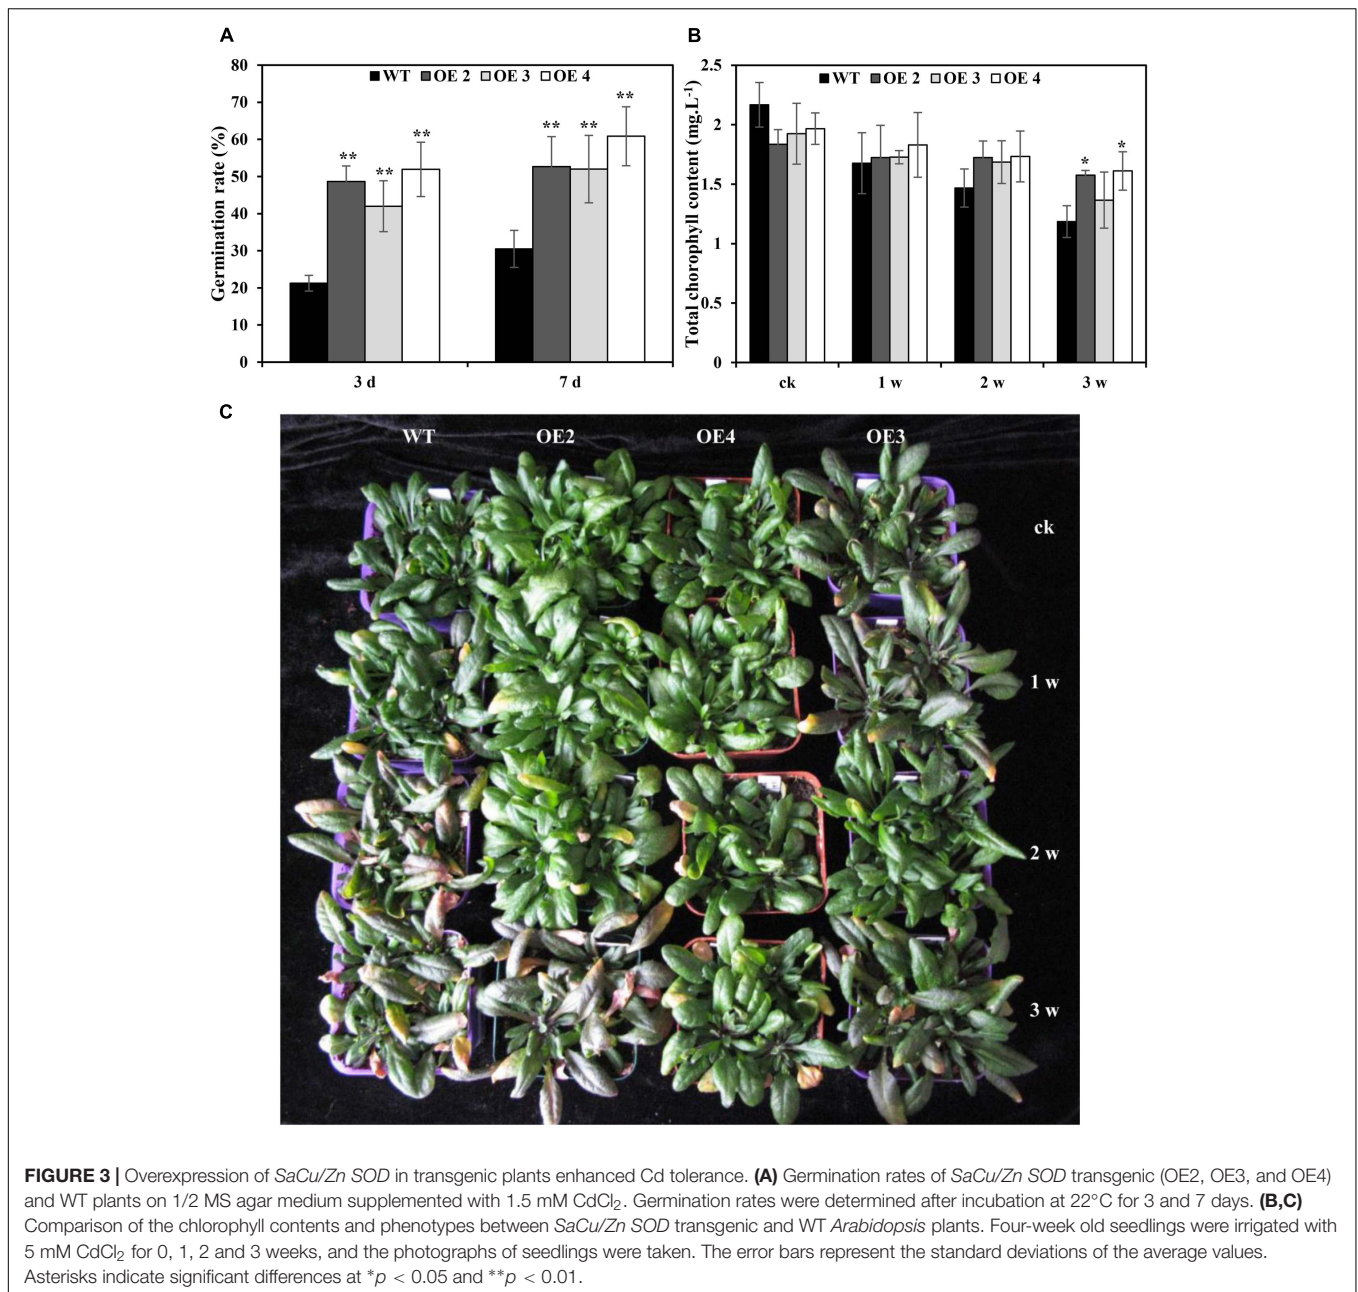 A
B
Germination rate (%)
80
70
60
50
40
30
20
10
0
WT OE 2 OE 3 OE 4
** ** **
** ** **
3 d 7 d
Total chorophyll content (mg.L-1)
2.5
2
1.5
1
0.5
0
WT OE 2 OE 3 OE 4
* *
ck 1 w 2 w 3 w
C
WT OE2 OE4 OE3
ck
1 w
2 w
3 w
FIGURE 3 | Overexpression of SaCu/Zn SOD in transgenic plants enhanced Cd tolerance. (A) Germination rates of SaCu/Zn SOD transgenic (OE2, OE3, and OE4)
and WT plants on 1/2 MS agar medium supplemented with 1.5 mM CdCl₂. Germination rates were determined after incubation at 22°C for 3 and 7 days. (B,C)
Comparison of the chlorophyll contents and phenotypes between SaCu/Zn SOD transgenic and WT Arabidopsis plants. Four-week old seedlings were irrigated with
5 mM CdCl₂ for 0, 1, 2 and 3 weeks, and the photographs of seedlings were taken. The error bars represent the standard deviations of the average values.
Asterisks indicate significant differences at *p < 0.05 and **p < 0.01.